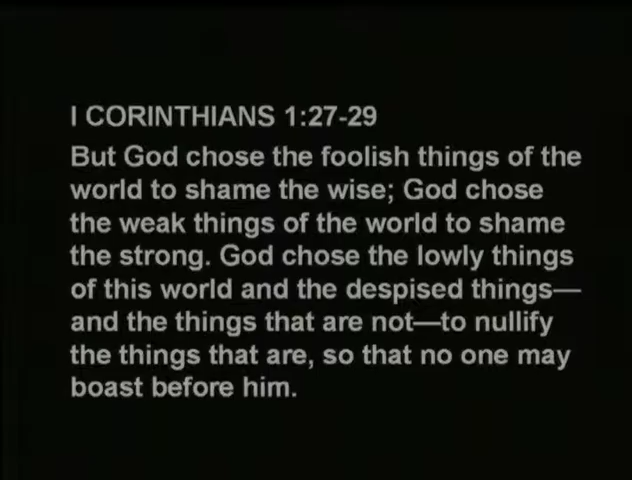 I CORINTHIANS 1:27-29
But God chose the foolish things of the
world to shame the wise; God chose
the weak things of the world to shame
the strong. God chose the lowly things
of this world and the despised things—
and the things that are not—to nullify
the things that are, so that no one may
boast before him.